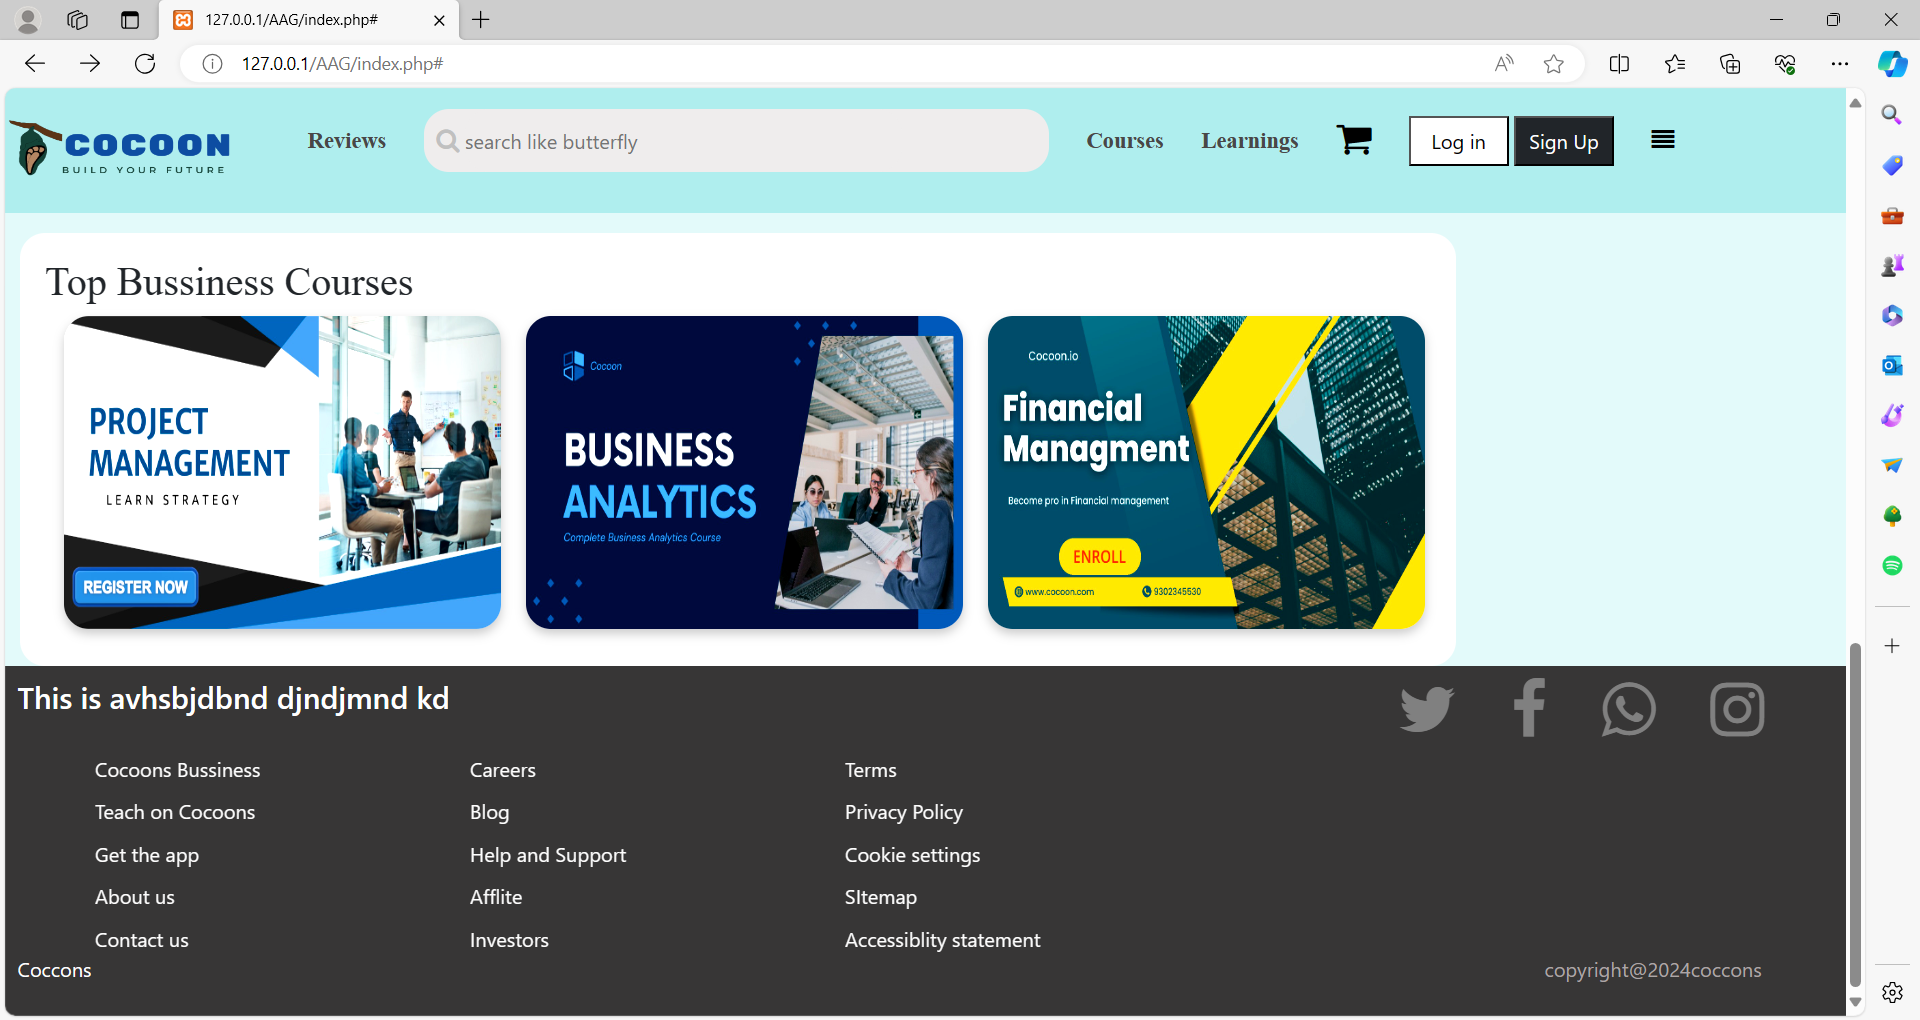 127.0.0.1/AAG/index.php#
127.0.0.1/AAG/index.php#
COCOON
BUILD YOUR FUTURE
Reviews
search like butterfly
Courses
Learnings
Log in
Sign Up
Top Bussiness Courses
PROJECT
MANAGEMENT
LEARN STRATEGY
REGISTER NOW
Cocoon
BUSINESS
ANALYTICS
Complete Business Analytics Course
Cocoon.io
Financial
Managment
Become pro in Financial management
ENROLL
www.cocoon.com
9302345530
This is avhsbjdbnd djndjmnd kd
Cocoons Bussiness
Teach on Cocoons
Get the app
About us
Contact us
Careers
Blog
Help and Support
Afflite
Investors
Terms
Privacy Policy
Cookie settings
SItemap
Accessiblity statement
Coccons
copyright@2024coccons